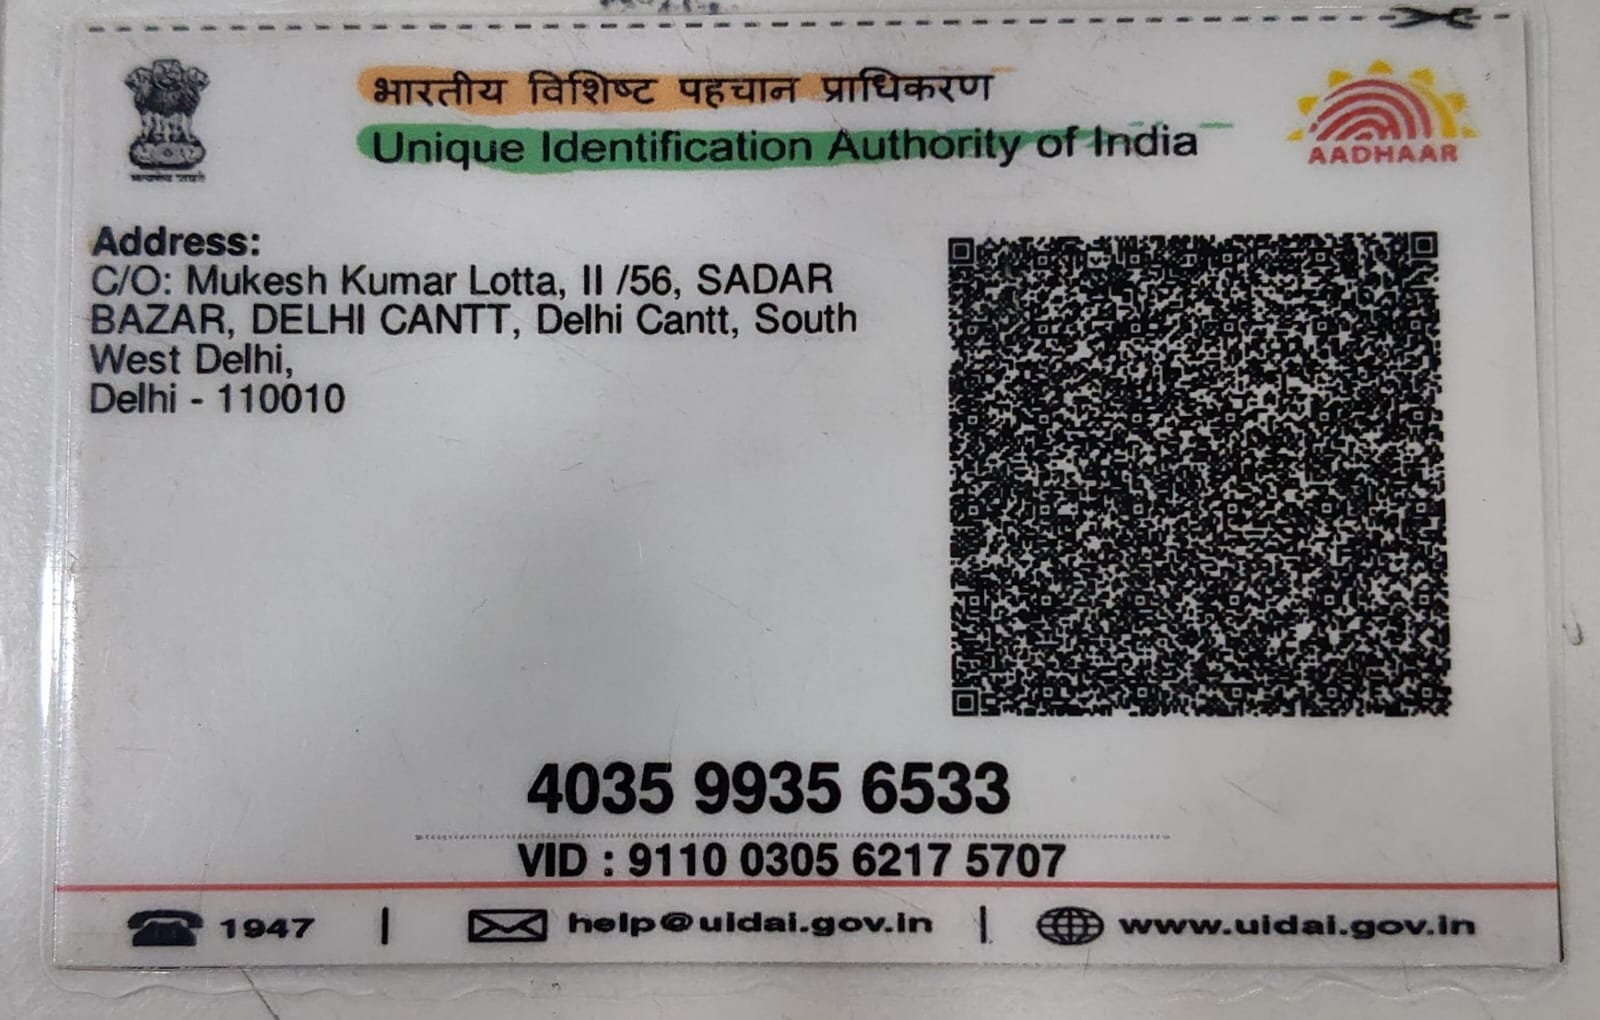 भारतीय विशिष्ट पहचान प्राधिकरण
Unique Identification Authority of India
AADHAAR
Address:
C/O: Mukesh Kumar Lotta, II /56, SADAR
BAZAR, DELHI CANTT, Delhi Cantt, South
West Delhi,
Delhi - 110010
4035 9935 6533
VID : 9110 0305 6217 5707
1947 | help@uidai.gov.in | www.uidai.gov.in